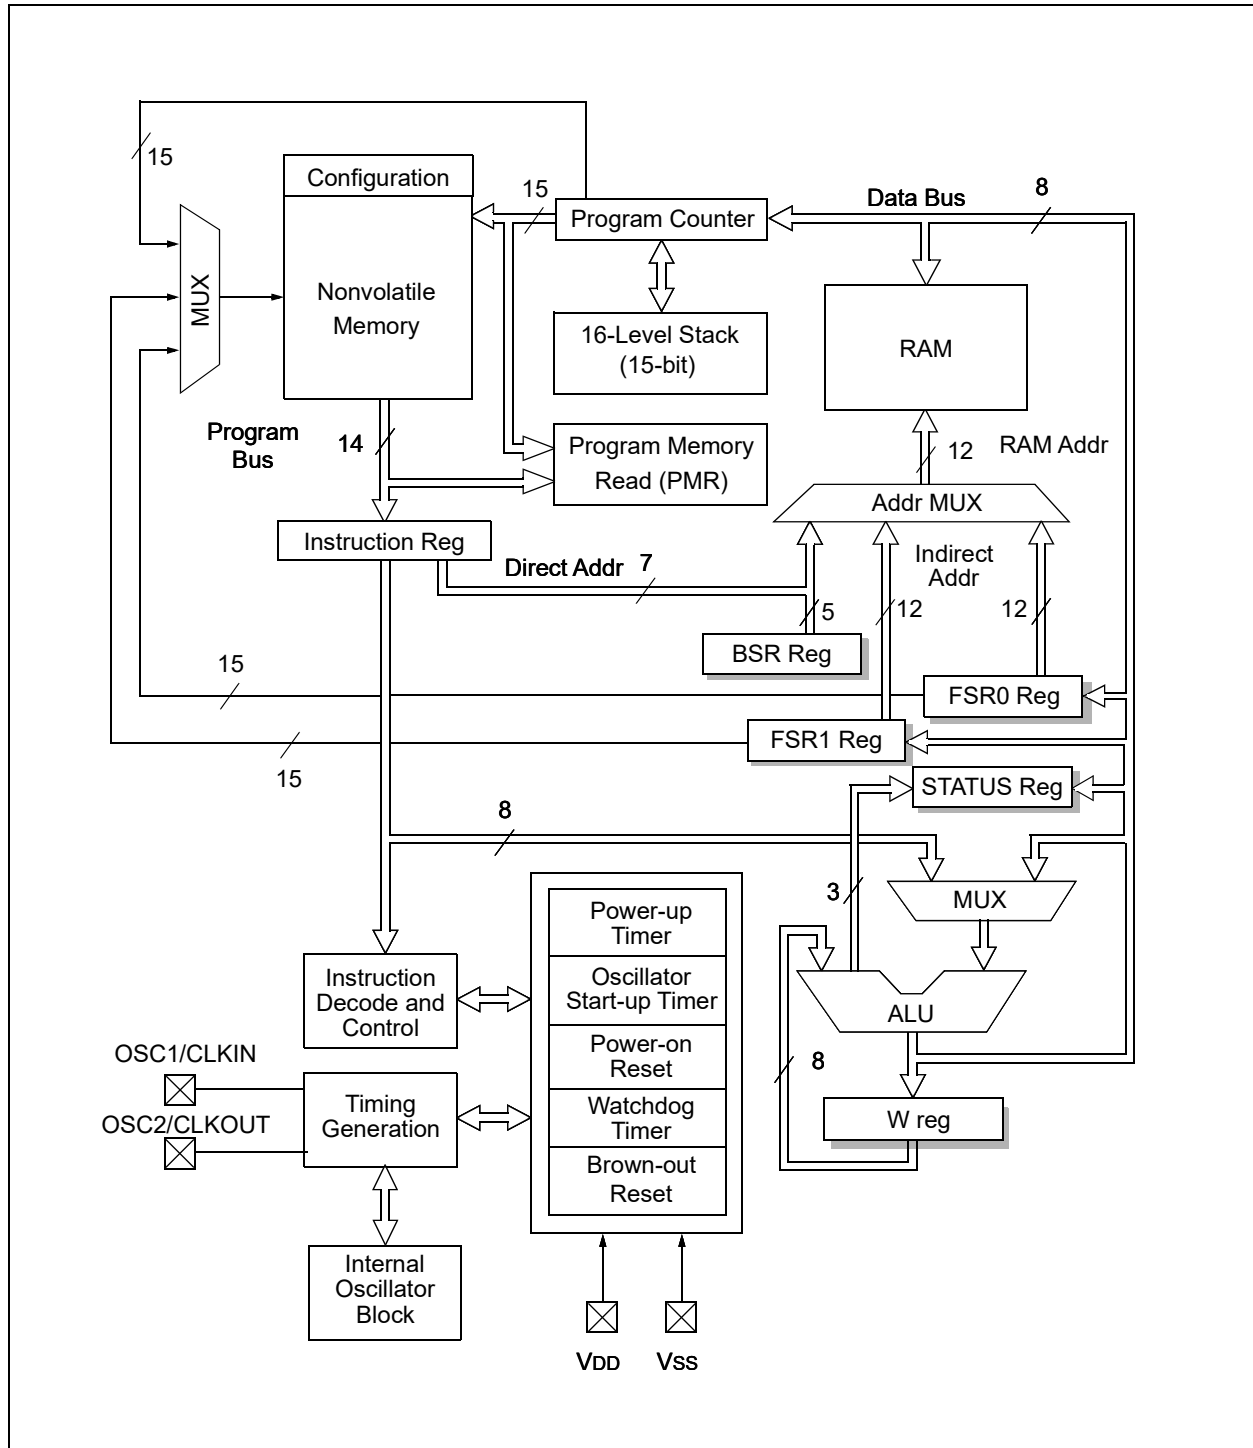 15
Configuration
15
Program Counter
Data Bus
8
MUX
Nonvolatile
Memory
16-Level Stack
(15-bit)
RAM
Program
Bus
14
Program Memory
Read (PMR)
12
RAM Addr
Addr MUX
Instruction Reg
Direct Addr
7
Indirect
Addr
5
12
12
BSR Reg
15
FSR0 Reg
FSR1 Reg
15
STATUS Reg
8
3
MUX
Power-up
Timer
Instruction
Decode and
Control
Oscillator
Start-up Timer
ALU
OSC1/CLKIN
Power-on
Reset
8
OSC2/CLKOUT
Timing
Generation
Watchdog
Timer
W reg
Brown-out
Reset
Internal
Oscillator
Block
VDD
VSS